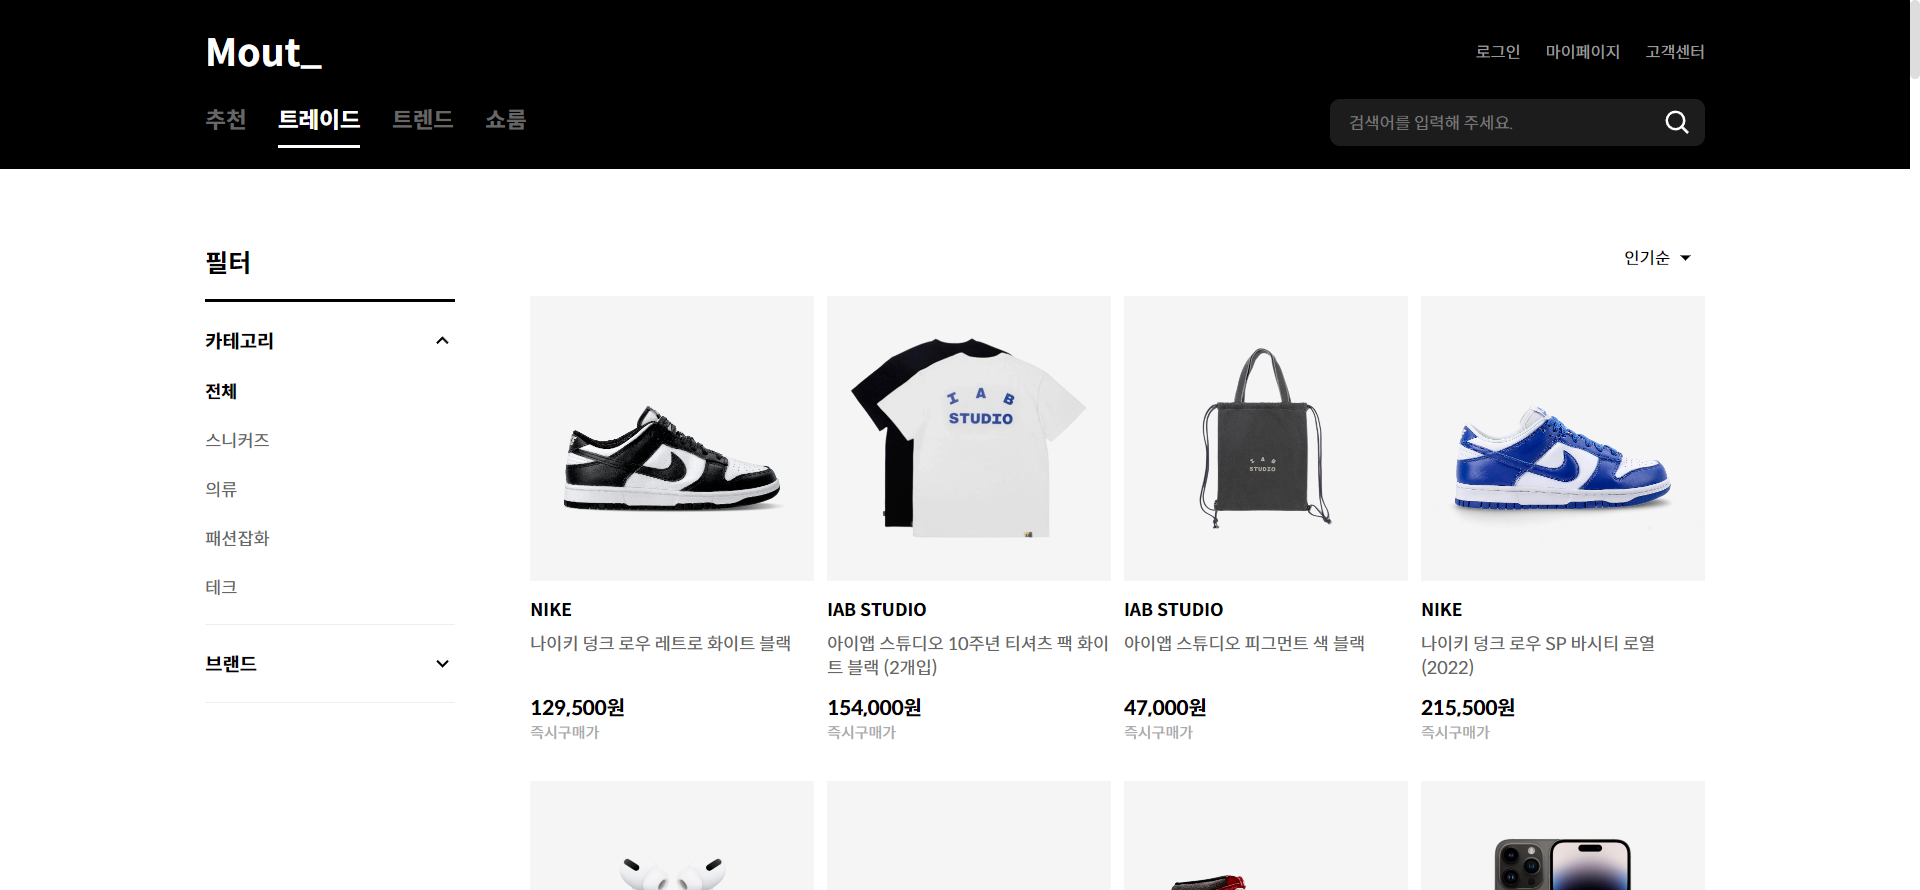 Mout_
로그인 마이페이지 고객센터
추천 트레이드 트렌드 쇼룸
검색어를 입력해 주세요.
필터
인기순
카테고리
전체
스니커즈
의류
패션잡화
테크
브랜드
I A B
STUDIO
I A B
STUDIO
NIKE
나이키 덩크 로우 레트로 화이트 블랙
129,500원
즉시구매가
IAB STUDIO
아이앱 스튜디오 10주년 티셔츠 팩 화이
트 블랙 (2개입)
154,000원
즉시구매가
IAB STUDIO
아이앱 스튜디오 피그먼트 색 블랙
47,000원
즉시구매가
NIKE
나이키 덩크 로우 SP 바시티 로열
(2022)
215,500원
즉시구매가